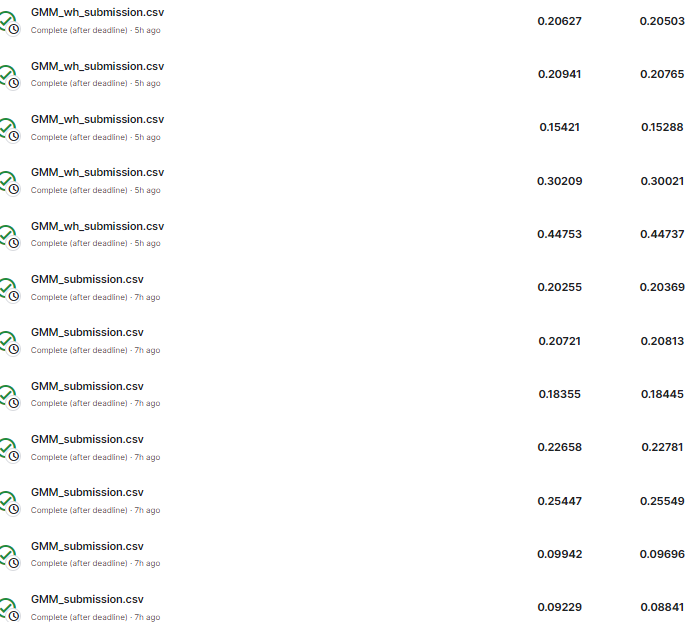 GMM_wh_submission.csv
Complete (after deadline) · 5h ago
0.20627 0.20503
GMM_wh_submission.csv
Complete (after deadline) · 5h ago
0.20941 0.20765
GMM_wh_submission.csv
Complete (after deadline) · 5h ago
0.15421 0.15288
GMM_wh_submission.csv
Complete (after deadline) · 5h ago
0.30209 0.30021
GMM_wh_submission.csv
Complete (after deadline) · 5h ago
0.44753 0.44737
GMM_submission.csv
Complete (after deadline) · 7h ago
0.20255 0.20369
GMM_submission.csv
Complete (after deadline) · 7h ago
0.20721 0.20813
GMM_submission.csv
Complete (after deadline) · 7h ago
0.18355 0.18445
GMM_submission.csv
Complete (after deadline) · 7h ago
0.22658 0.22781
GMM_submission.csv
Complete (after deadline) · 7h ago
0.25447 0.25549
GMM_submission.csv
Complete (after deadline) · 7h ago
0.09942 0.09696
GMM_submission.csv
Complete (after deadline) · 7h ago
0.09229 0.08841